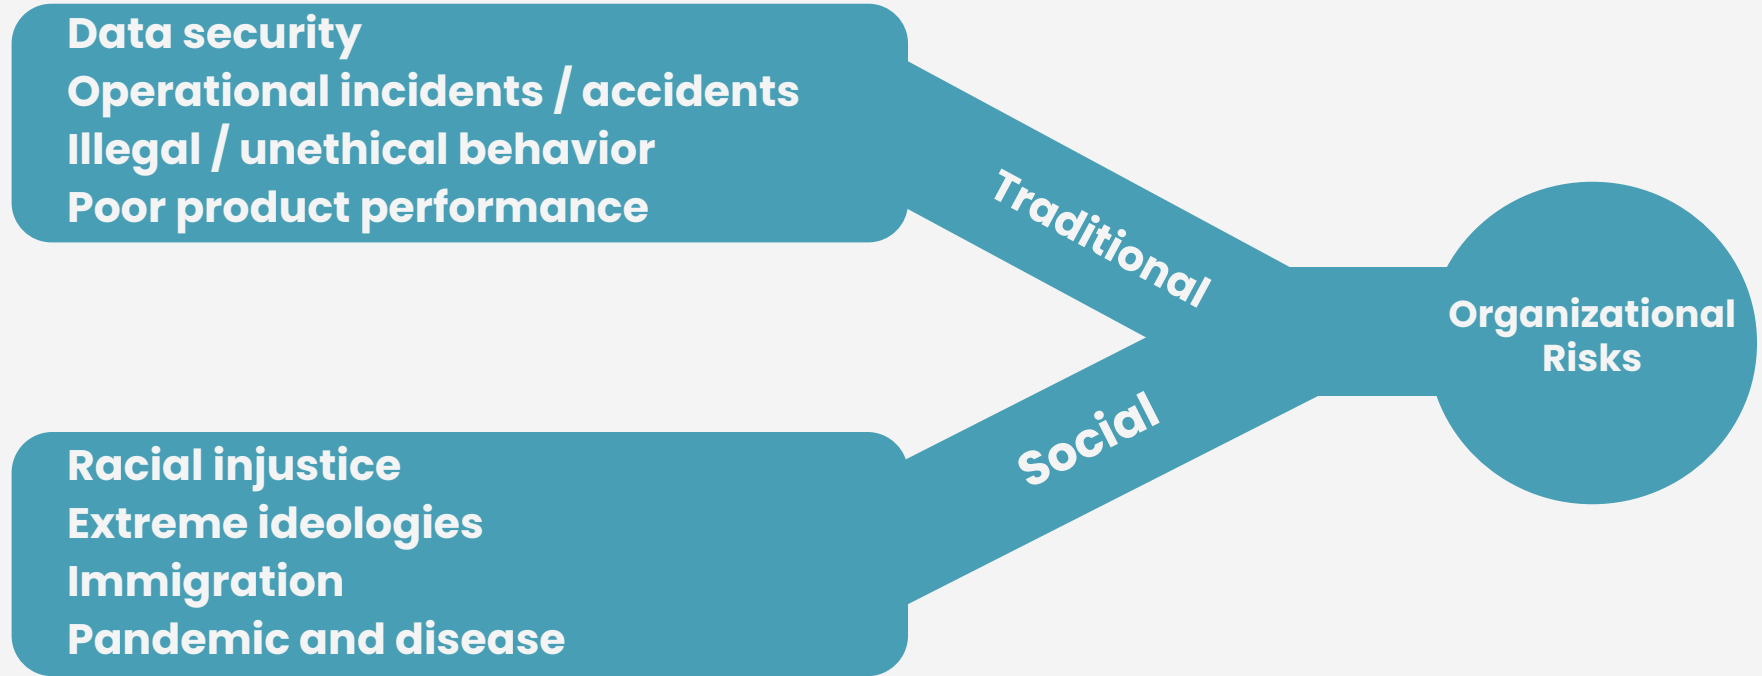 Data security
Operational incidents / accidents
Illegal / unethical behavior
Poor product performance
Traditional
Organizational
Risks
Social
Racial injustice
Extreme ideologies
Immigration
Pandemic and disease